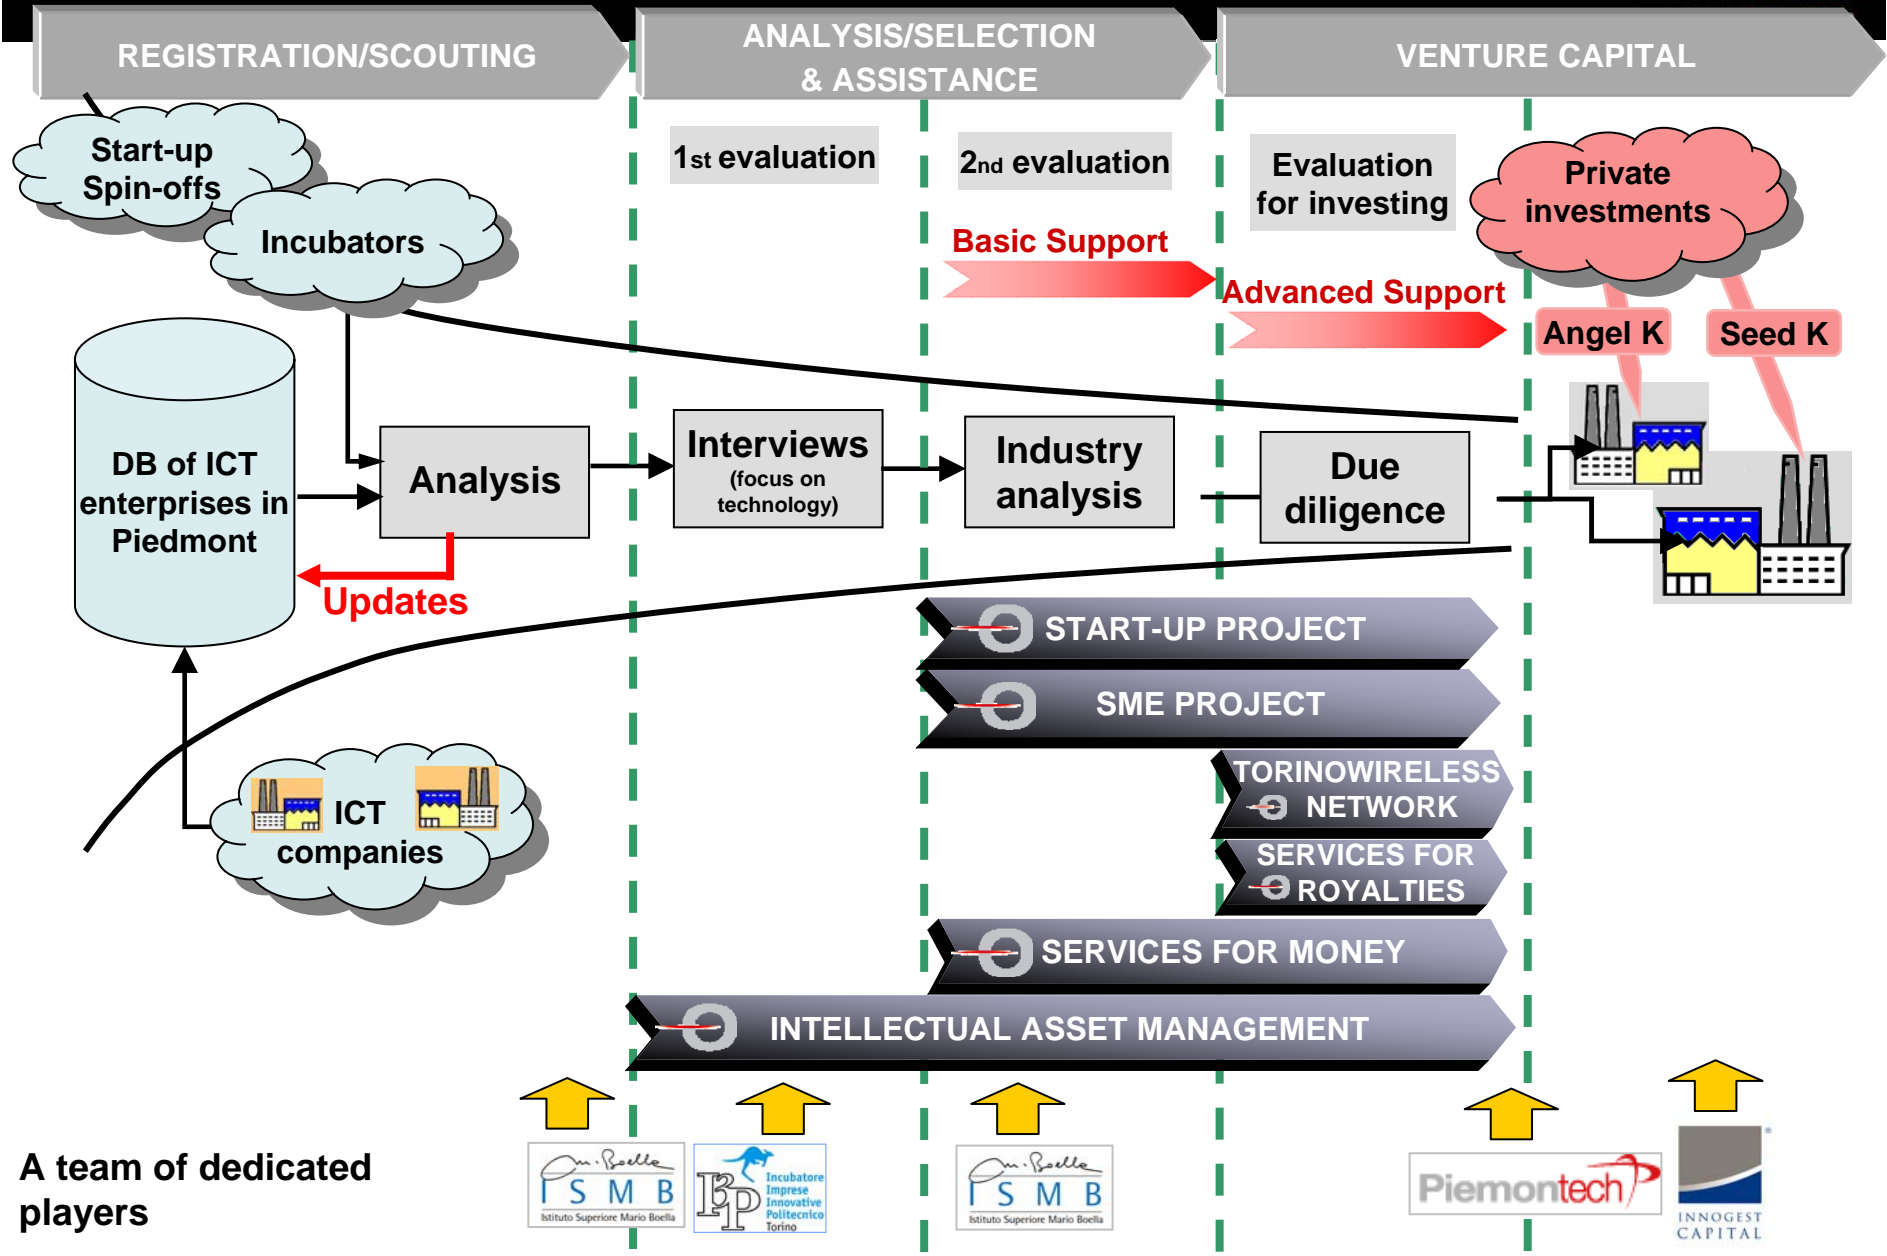 REGISTRATION/SCOUTING
ANALYSIS/SELECTION
& ASSISTANCE
VENTURE CAPITAL
Start-up
Spin-offs
Incubators
1st evaluation
2nd evaluation
Evaluation
for investing
Private
investments
Basic Support
Advanced Support
Angel K
Seed K
DB of ICT
enterprises in
Piedmont
Analysis
Interviews
(focus on
technology)
Industry
analysis
Due
diligence
Updates
START-UP PROJECT
SME PROJECT
TORINOWIRELESS
NETWORK
ICT
companies
SERVICES FOR
ROYALTIES
SERVICES FOR MONEY
INTELLECTUAL ASSET MANAGEMENT
A team of dedicated
players
M. Boella
ISMB
Istituto Superiore Mario Boella
I3P
Incubatore
Imprese
Innovative
Politecnico
Torino
M. Boella
ISMB
Istituto Superiore Mario Boella
Piemontech
INNOGEST
CAPITAL